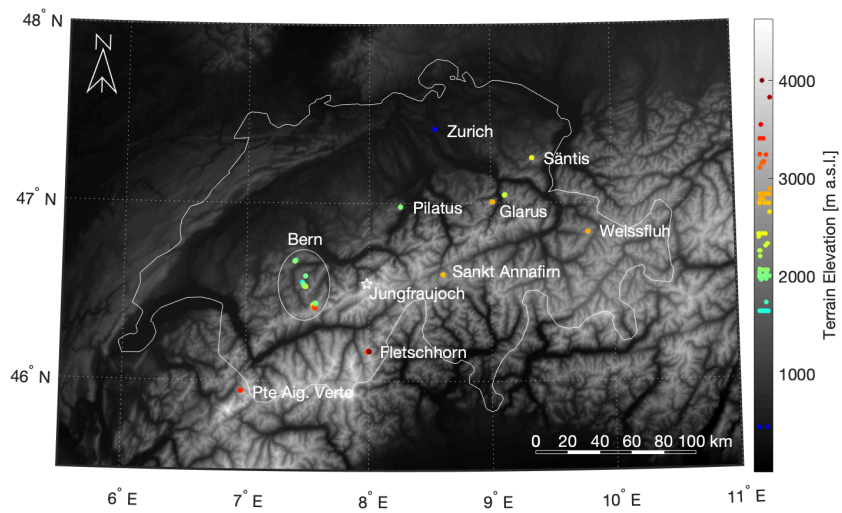 48° N
N
4000
Zurich
Säntis
3000
47° N
Pilatus
Glarus
Weissfluh
Bern
Sankt Annafirn
Jungfraujoch
2000
Fletschhorn
46° N
Pte Aig. Verte
1000
0 20 40 60 80 100 km
6° E
7° E
8° E
9° E
10° E
11° E
Terrain Elevation [m a.s.l.]